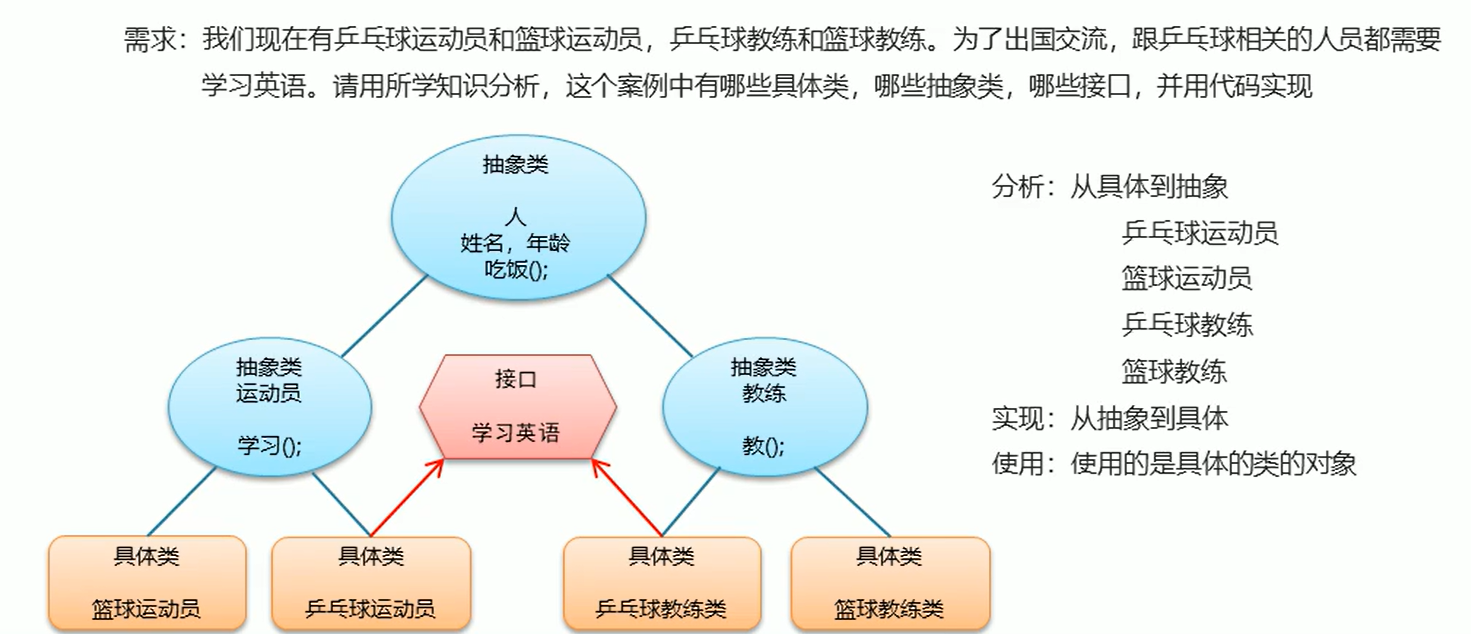 需求：我们现在有乒乓球运动员和篮球运动员，乒乓球教练和篮球教练。为了出国交流，跟乒乓球相关的人员都需要
学习英语。请用所学知识分析，这个案例中有哪些具体类，哪些抽象类，哪些接口，并用代码实现
抽象类
人
姓名，年龄
吃饭();
抽象类
运动员
学习();
接口
学习英语
抽象类
教练
教();
具体类
篮球运动员
具体类
乒乓球运动员
具体类
乒乓球教练类
具体类
篮球教练类
分析：从具体到抽象
乒乓球运动员
篮球运动员
乒乓球教练
篮球教练
实现：从抽象到具体
使用：使用的是具体的类的对象